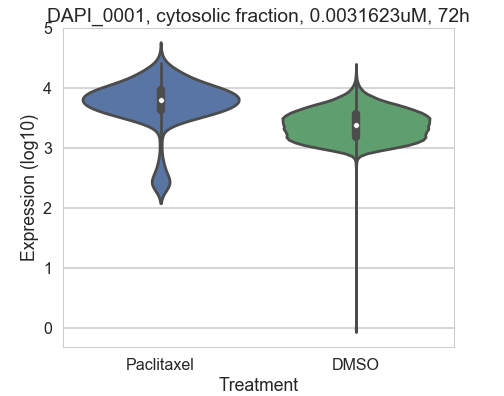 DAPI_0001, cytosolic fraction, 0.0031623uM, 72h
5
4
3
2
1
0
Expression (log10)
Paclitaxel DMSO
Treatment